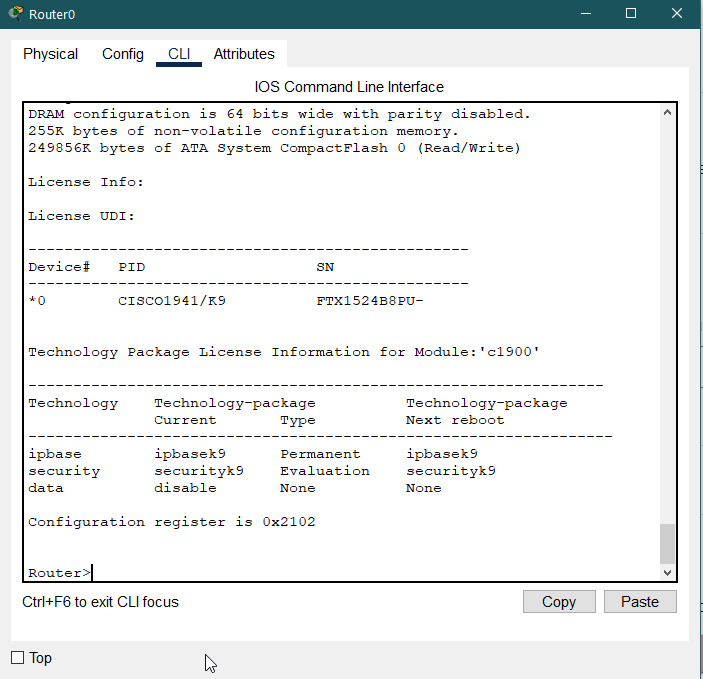 Router0
Physical Config CLI Attributes
IOS Command Line Interface
DRAM configuration is 64 bits wide with parity disabled.
255K bytes of non-volatile configuration memory.
249856K bytes of ATA System CompactFlash 0 (Read/Write)
License Info:
License UDI:
-------------------------------------------------
Device#   PID                   SN
-------------------------------------------------
*0        CISCO1941/K9          FTX1524B8PU-
Technology Package License Information for Module:'c1900'
----------------------------------------------------------------
Technology    Technology-package          Technology-package
              Current       Type          Next reboot
-----------------------------------------------------------------
ipbase        ipbasek9      Permanent     ipbasek9
security      securityk9    Evaluation    securityk9
data          disable       None          None
Configuration register is 0x2102
Router>
Ctrl+F6 to exit CLI focus
Copy
Paste
Top